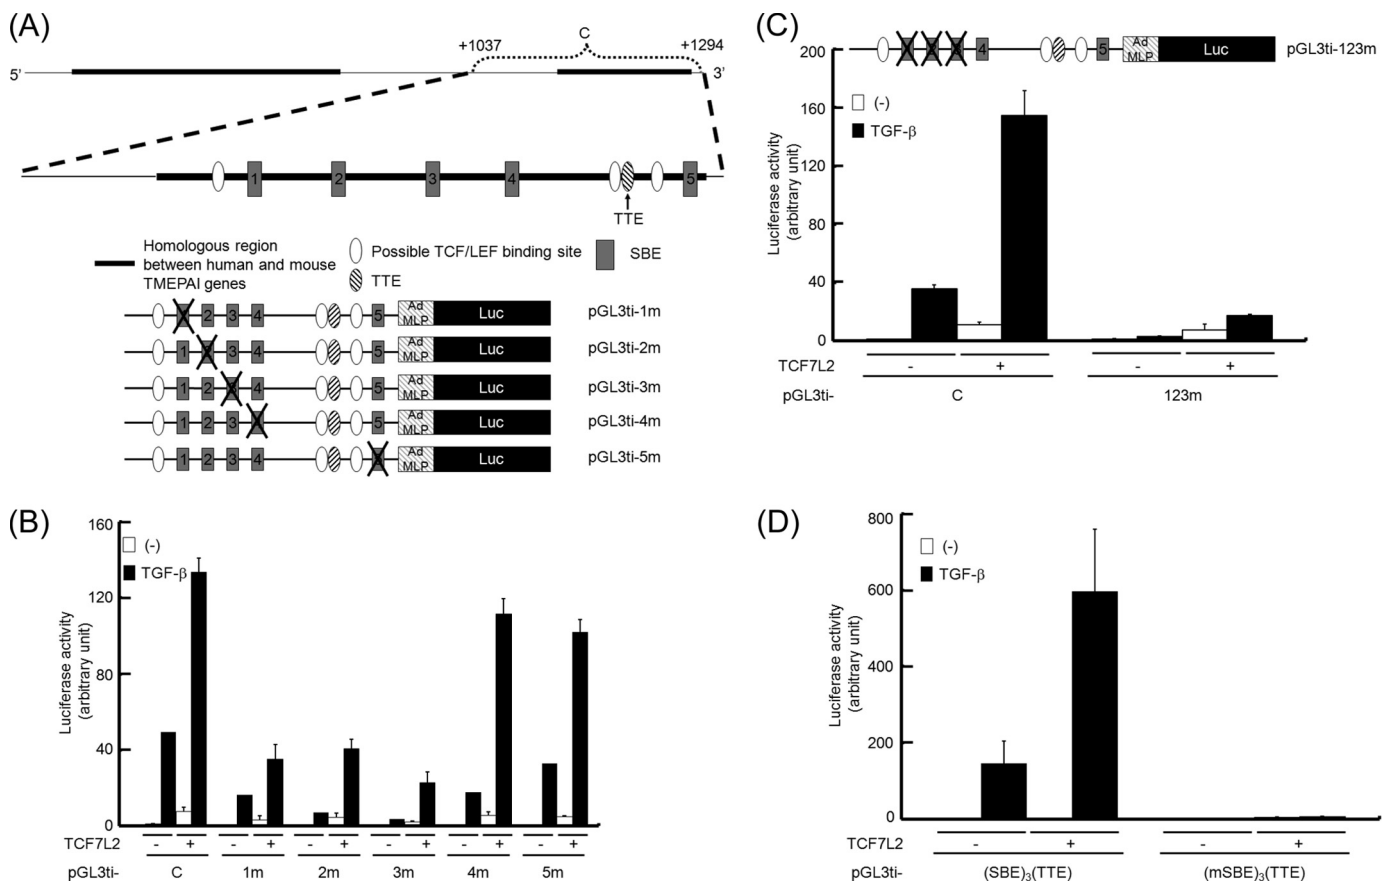 (A)
C
+1037
+1294
5'
3'
1 2 3 4 5
TTE
Homologous region
between human and mouse
TMEPAI genes
Possible TCF/LEF binding site
SBE
TTE
2 3 4 5 Ad MLP Luc pGL3ti-1m
1 3 4 5 Ad MLP Luc pGL3ti-2m
1 2 4 5 Ad MLP Luc pGL3ti-3m
1 2 3 5 Ad MLP Luc pGL3ti-4m
1 2 3 4 Ad MLP Luc pGL3ti-5m
(B)
Luciferase activity
(arbitrary unit)
160
120
80
40
0
(-)
TGF-β
TCF7L2 - + - + - + - + - + - +
pGL3ti- C 1m 2m 3m 4m 5m
(C)
4 5 Ad MLP Luc pGL3ti-123m
Luciferase activity
(arbitrary unit)
200
160
120
80
40
0
(-)
TGF-β
TCF7L2 - + - +
pGL3ti- C 123m
(D)
Luciferase activity
(arbitrary unit)
800
600
400
200
0
(-)
TGF-β
TCF7L2 - + - +
pGL3ti- (SBE)₃(TTE) (mSBE)₃(TTE)